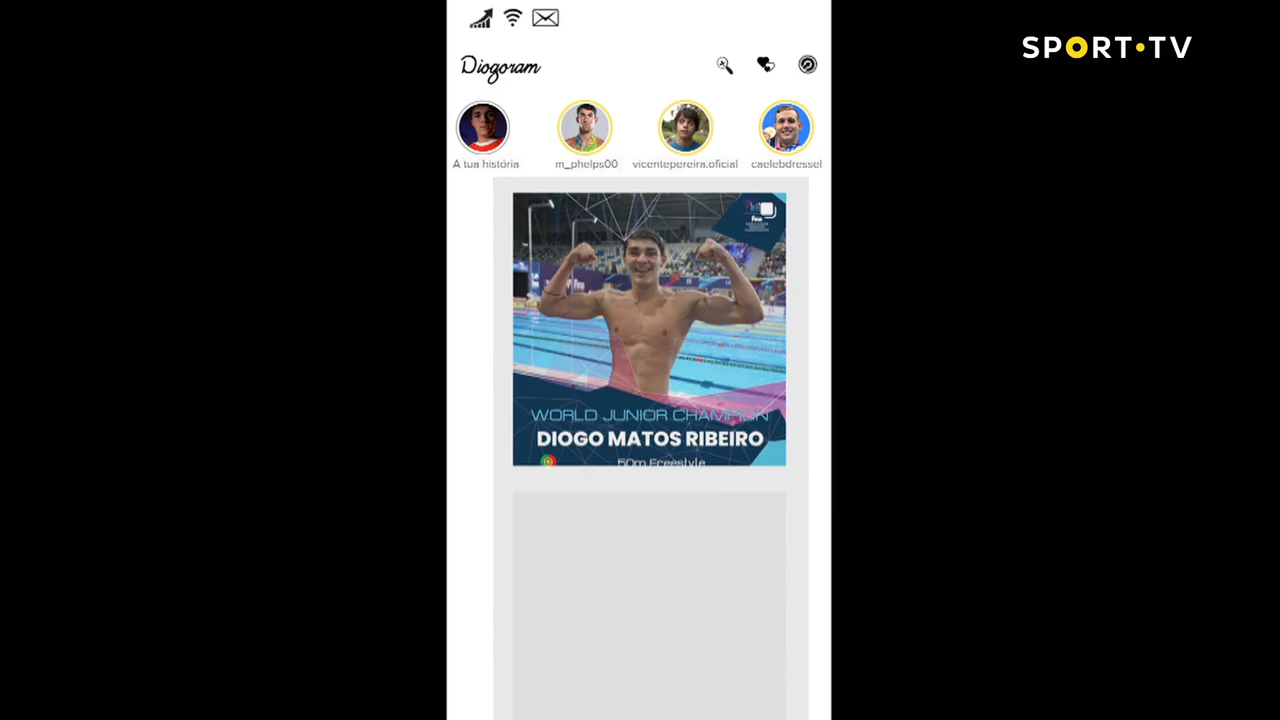 SPORT•TV
Diogoram
A tua história
m_phelps00
vicentepereira.oficial
caelebdressel
WORLD JUNIOR CHAMPION
DIOGO MATOS RIBEIRO
50m Freestyle